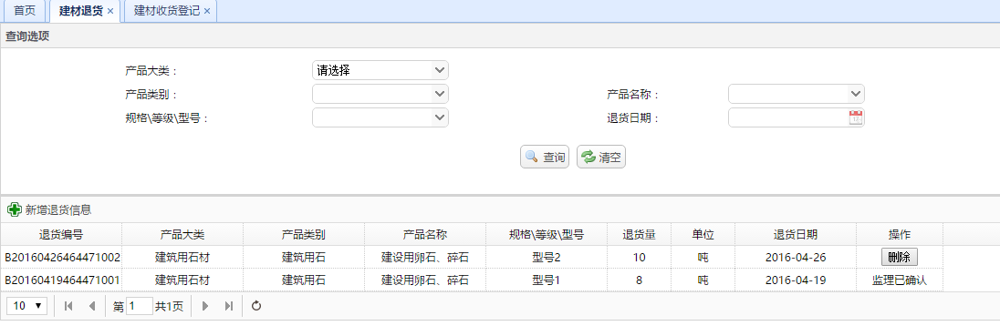 首页 建材退货 × 建材收货登记 ×
查询选项
产品大类： 请选择
产品类别： 产品名称：
规格\等级\型号： 退货日期：
查询 清空
新增退货信息
退货编号 产品大类 产品类别 产品名称 规格\等级\型号 退货量 单位 退货日期 操作
B20160426464471002 建筑用石材 建筑用石 建设用卵石、碎石 型号2 10 吨 2016-04-26 删除
B20160419464471001 建筑用石材 建筑用石 建设用卵石、碎石 型号1 8 吨 2016-04-19 监理已确认
10 第 1 共1页